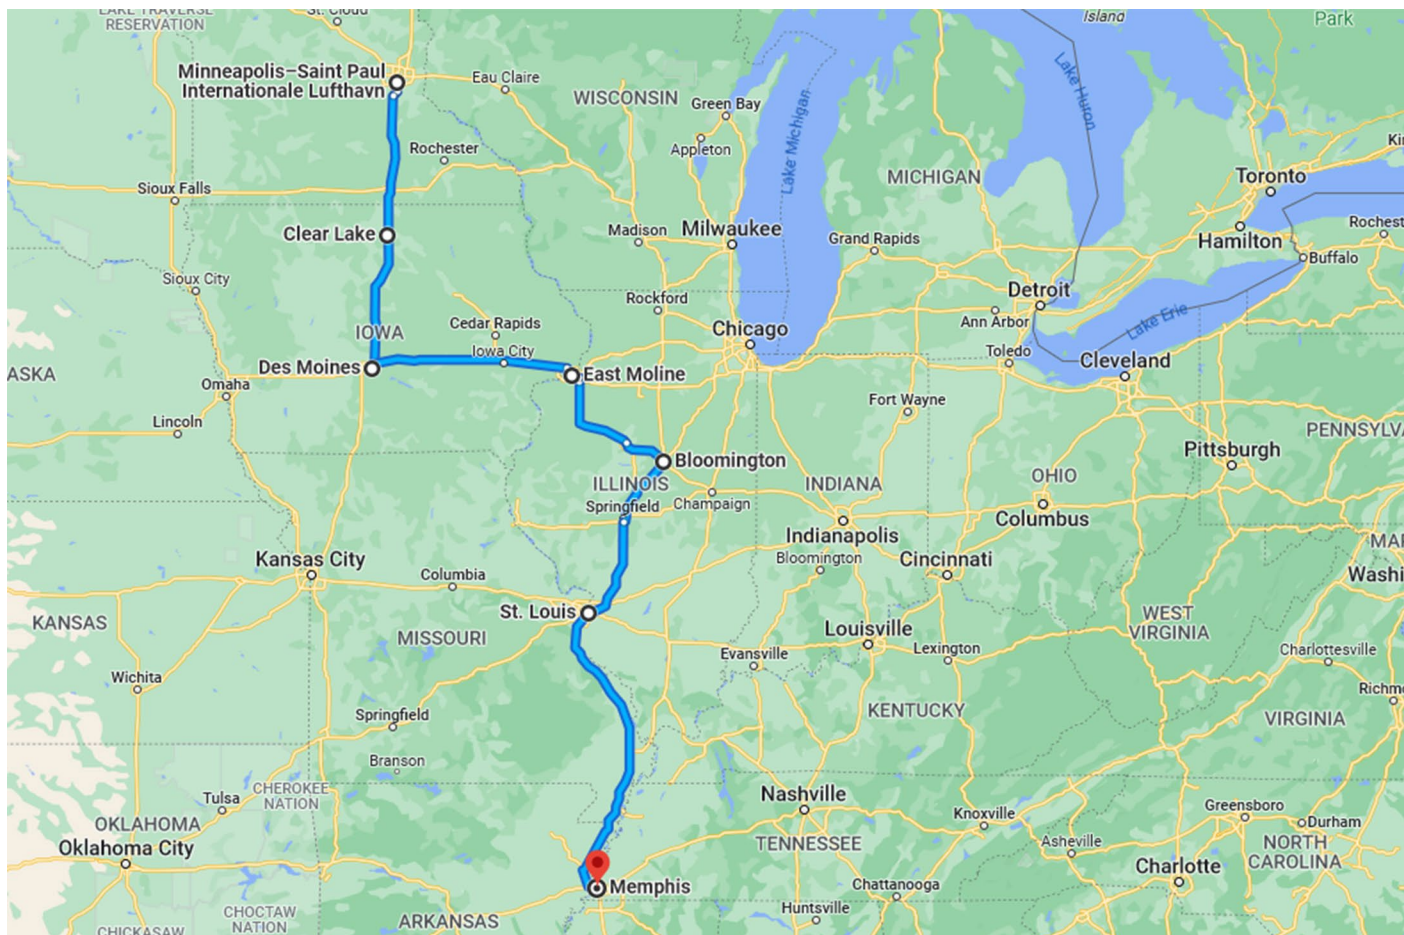 LAKE TRAVERSE
RESERVATION
St. Cloud
Island
Park
Minneapolis–Saint Paul
Internationale Lufthavn
Eau Claire
WISCONSIN
Green Bay
Appleton
Lake Michigan
Lake Huron
Rochester
MICHIGAN
Toronto
Sioux Falls
Clear Lake
Madison
Milwaukee
Grand Rapids
Hamilton
Rochest
Buffalo
Sioux City
Rockford
Detroit
Cedar Rapids
IOWA
Chicago
Ann Arbor
Lake Erie
Iowa City
Toledo
Cleveland
Des Moines
East Moline
ASKA
Omaha
Lincoln
Fort Wayne
PENNSYLVA
Pittsburgh
Bloomington
ILLINOIS
INDIANA
OHIO
Springfield
Champaign
Columbus
Indianapolis
Kansas City
Bloomington
Cincinnati
MAR
Washi
Columbia
St. Louis
KANSAS
MISSOURI
WEST
VIRGINIA
Louisville
Evansville
Lexington
Charlottesville
Wichita
Richm
Springfield
KENTUCKY
VIRGINIA
Branson
CHEROKEE
NATION
Tulsa
Nashville
Knoxville
Greensboro
Durham
OKLAHOMA
Oklahoma City
TENNESSEE
Asheville
NORTH
CAROLINA
Charlotte
Memphis
Chattanooga
CHOCTAW
NATION
ARKANSAS
Huntsville
CHICKASAW